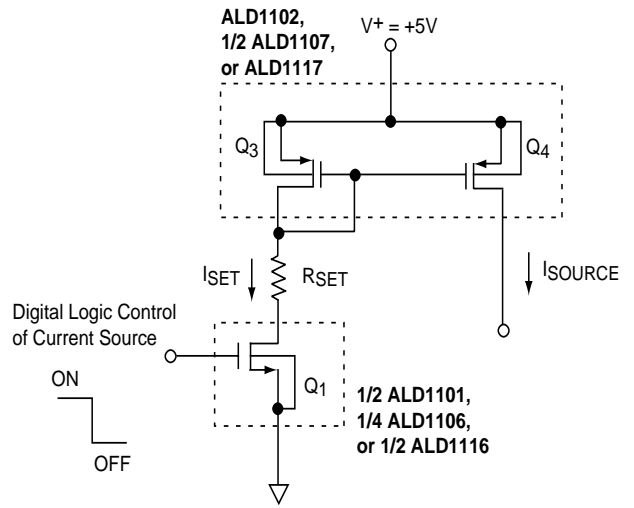 ALD1102,
1/2 ALD1107,
or ALD1117
V+ = +5V
Q3
Q4
ISET
RSET
ISOURCE
Digital Logic Control
of Current Source
ON
OFF
Q1
1/2 ALD1101,
1/4 ALD1106,
or 1/2 ALD1116